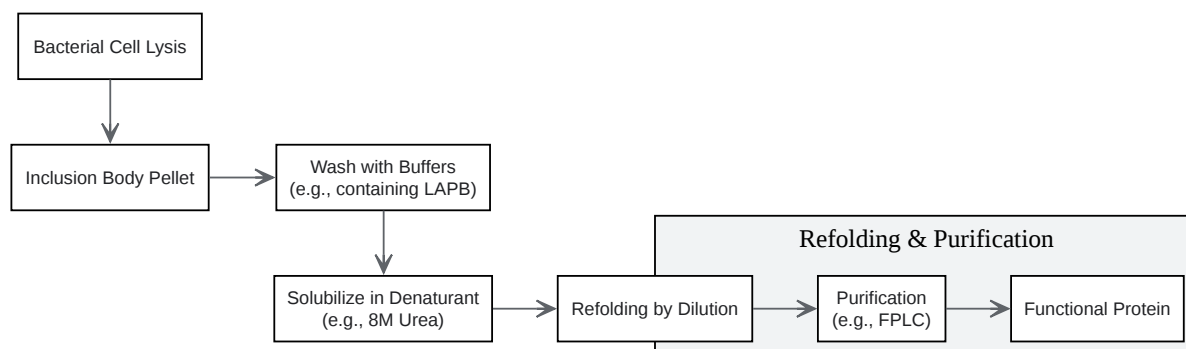 Bacterial Cell Lysis
Inclusion Body Pellet
Wash with Buffers
(e.g., containing LAPB)
Solubilize in Denaturant
(e.g., 8M Urea)
Refolding & Purification
Refolding by Dilution
Purification
(e.g., FPLC)
Functional Protein